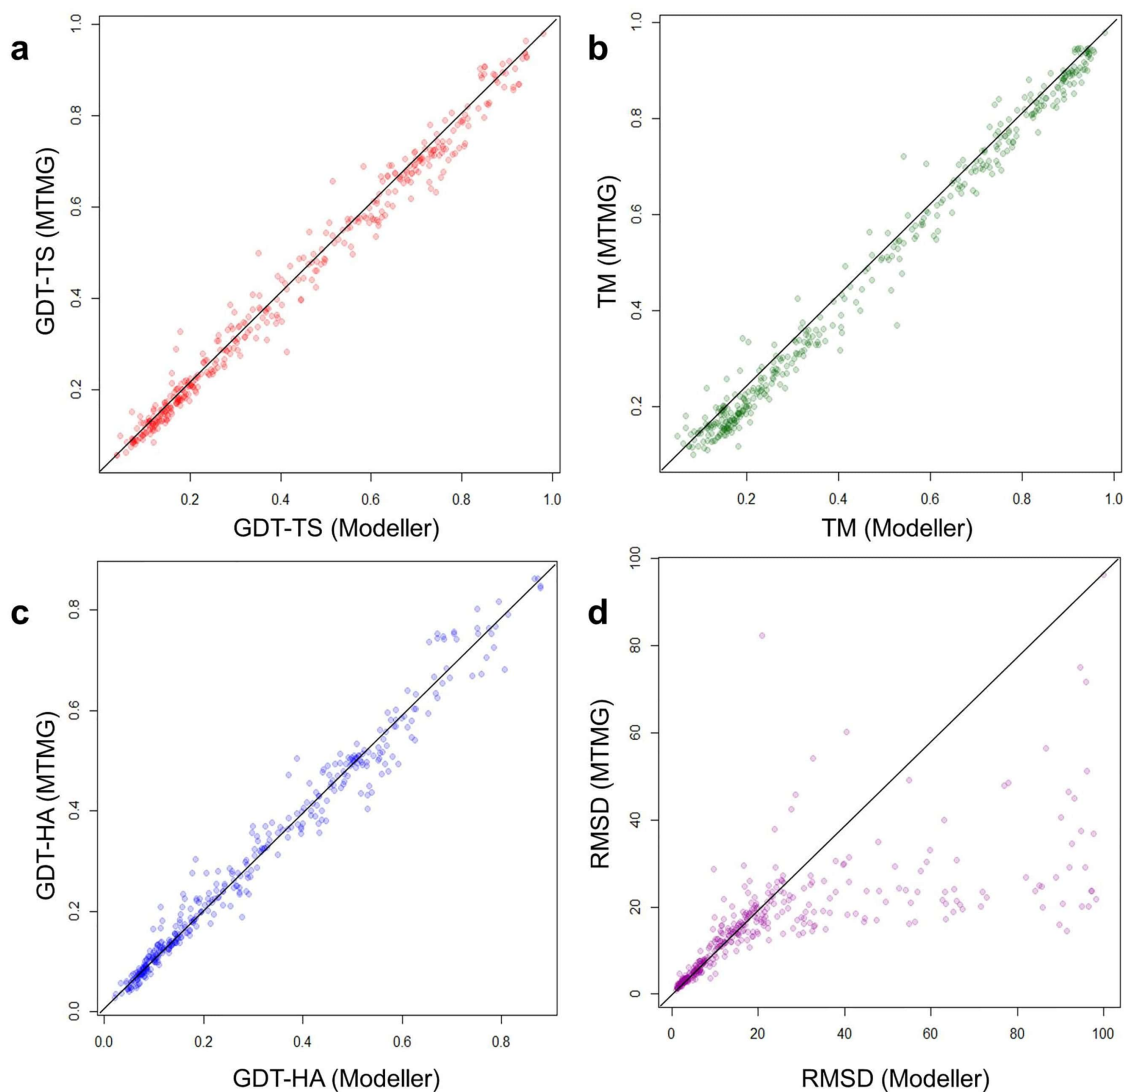 a
1.0
0.8
0.6
0.4
0.2
GDT-TS (MTMG)
0.2 0.4 0.6 0.8 1.0
GDT-TS (Modeller)
b
1.0
0.8
0.6
0.4
0.2
TM (MTMG)
0.2 0.4 0.6 0.8 1.0
TM (Modeller)
c
0.8
0.6
0.4
0.2
0.0
GDT-HA (MTMG)
0.0 0.2 0.4 0.6 0.8
GDT-HA (Modeller)
d
100
80
60
40
20
0
RMSD (MTMG)
0 20 40 60 80 100
RMSD (Modeller)